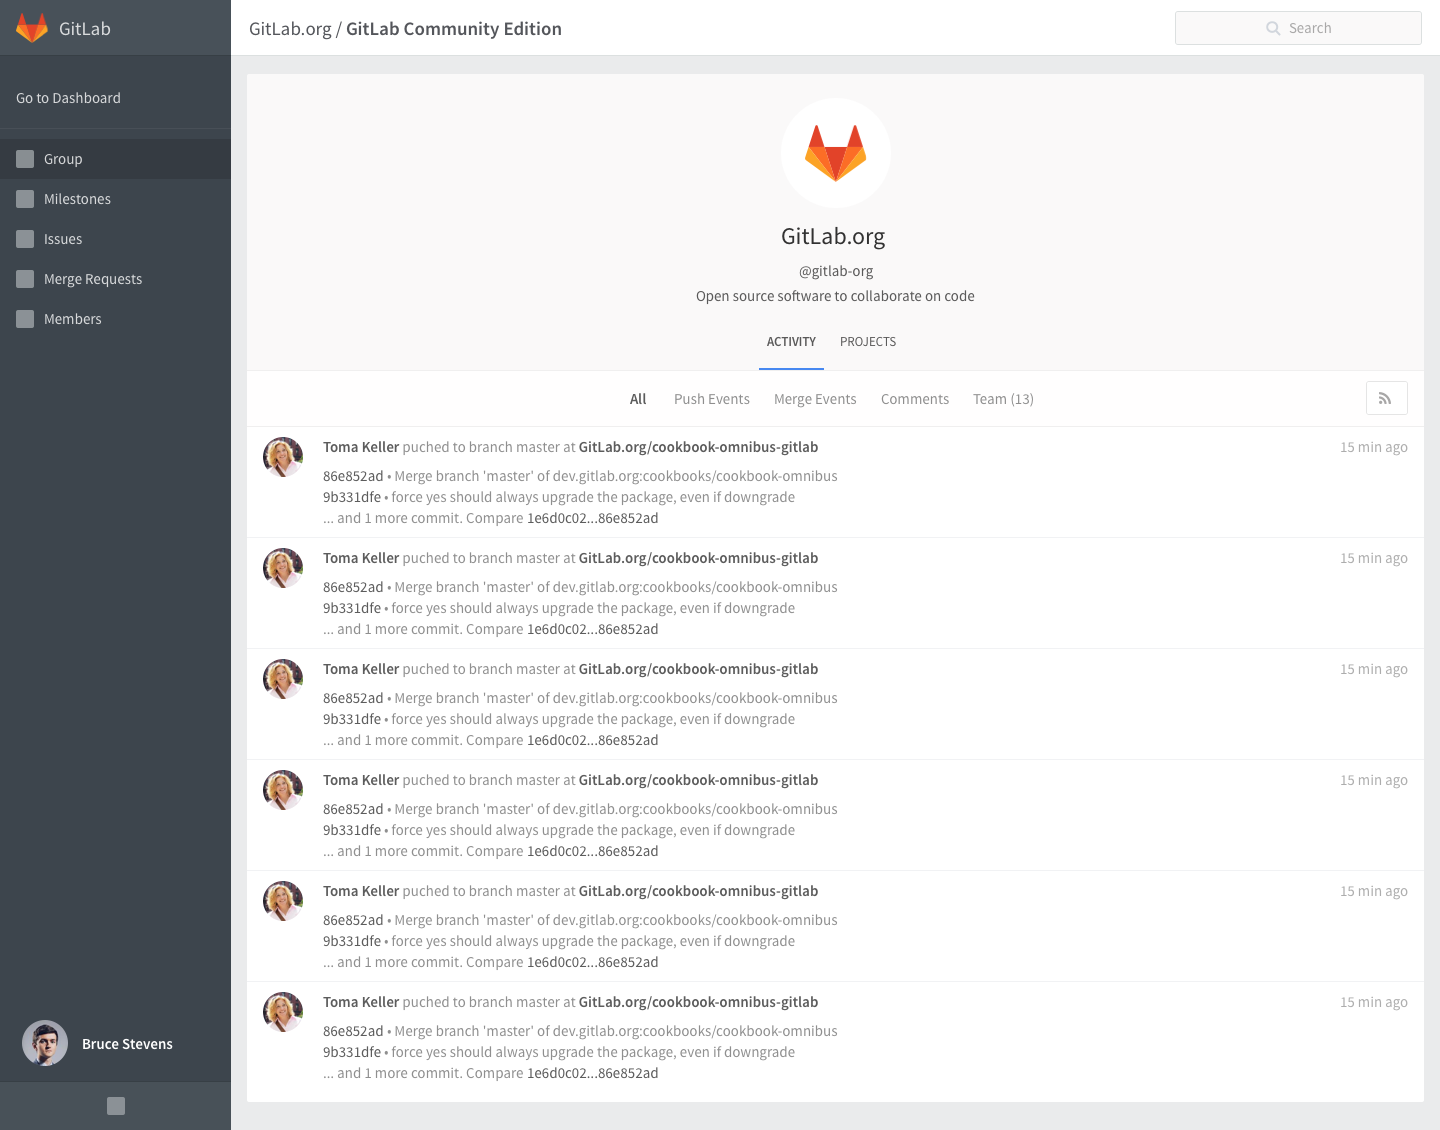 GitLab
GitLab.org / GitLab Community Edition
Search
Go to Dashboard
Group
Milestones
Issues
Merge Requests
Members
Bruce Stevens
GitLab.org
@gitlab-org
Open source software to collaborate on code
ACTIVITY PROJECTS
All Push Events Merge Events Comments Team (13)
Toma Keller puched to branch master at GitLab.org/cookbook-omnibus-gitlab 15 min ago
86e852ad • Merge branch 'master' of dev.gitlab.org:cookbooks/cookbook-omnibus
9b331dfe • force yes should always upgrade the package, even if downgrade
... and 1 more commit. Compare 1e6d0c02...86e852ad
Toma Keller puched to branch master at GitLab.org/cookbook-omnibus-gitlab 15 min ago
86e852ad • Merge branch 'master' of dev.gitlab.org:cookbooks/cookbook-omnibus
9b331dfe • force yes should always upgrade the package, even if downgrade
... and 1 more commit. Compare 1e6d0c02...86e852ad
Toma Keller puched to branch master at GitLab.org/cookbook-omnibus-gitlab 15 min ago
86e852ad • Merge branch 'master' of dev.gitlab.org:cookbooks/cookbook-omnibus
9b331dfe • force yes should always upgrade the package, even if downgrade
... and 1 more commit. Compare 1e6d0c02...86e852ad
Toma Keller puched to branch master at GitLab.org/cookbook-omnibus-gitlab 15 min ago
86e852ad • Merge branch 'master' of dev.gitlab.org:cookbooks/cookbook-omnibus
9b331dfe • force yes should always upgrade the package, even if downgrade
... and 1 more commit. Compare 1e6d0c02...86e852ad
Toma Keller puched to branch master at GitLab.org/cookbook-omnibus-gitlab 15 min ago
86e852ad • Merge branch 'master' of dev.gitlab.org:cookbooks/cookbook-omnibus
9b331dfe • force yes should always upgrade the package, even if downgrade
... and 1 more commit. Compare 1e6d0c02...86e852ad
Toma Keller puched to branch master at GitLab.org/cookbook-omnibus-gitlab 15 min ago
86e852ad • Merge branch 'master' of dev.gitlab.org:cookbooks/cookbook-omnibus
9b331dfe • force yes should always upgrade the package, even if downgrade
... and 1 more commit. Compare 1e6d0c02...86e852ad